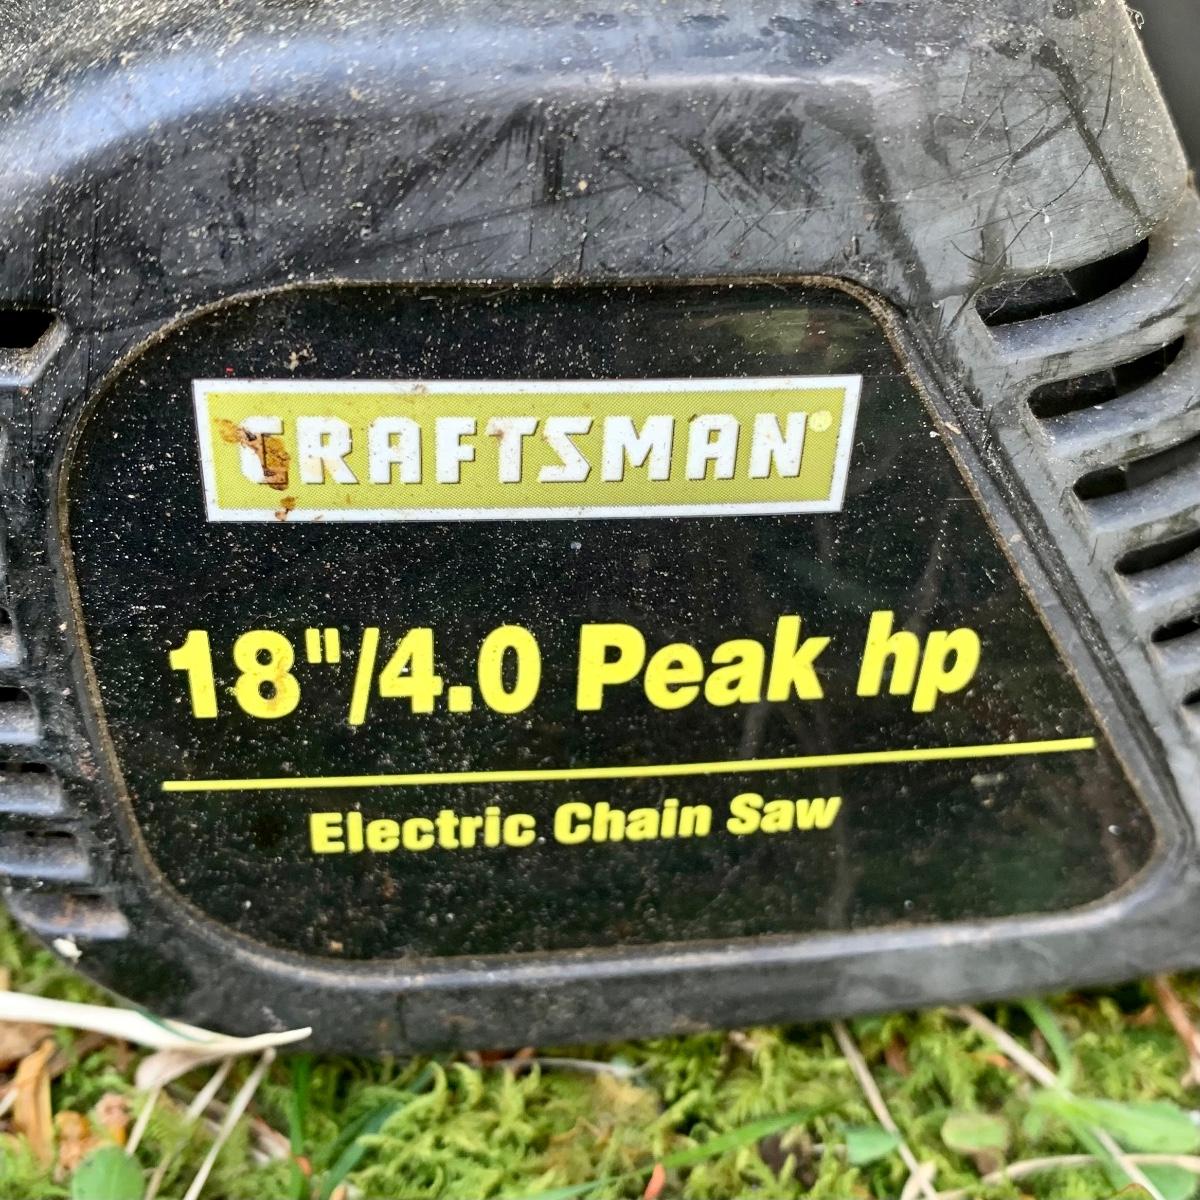 CRAFTSMAN®
18"/4.0 Peak hp
Electric Chain Saw